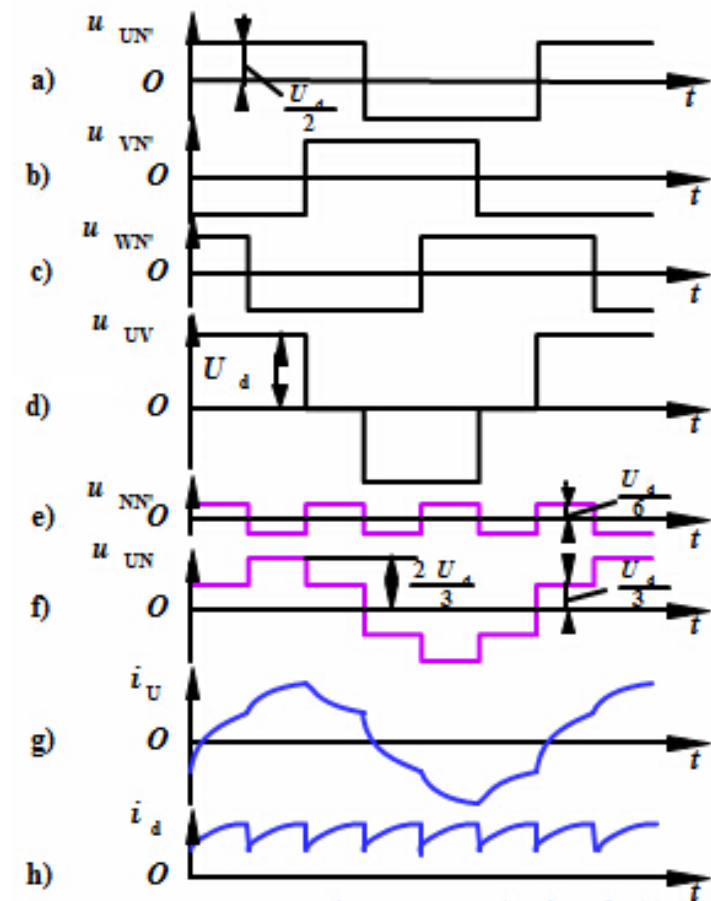 u UN'
a) O U d / 2 t
u VN'
b) O t
u WN'
c) O t
u UV
U d
d) O t
u NN'
e) O U d / 6 t
u UN
f) O 2 U d / 3 U d / 3 t
i U
g) O t
i d
h) O t